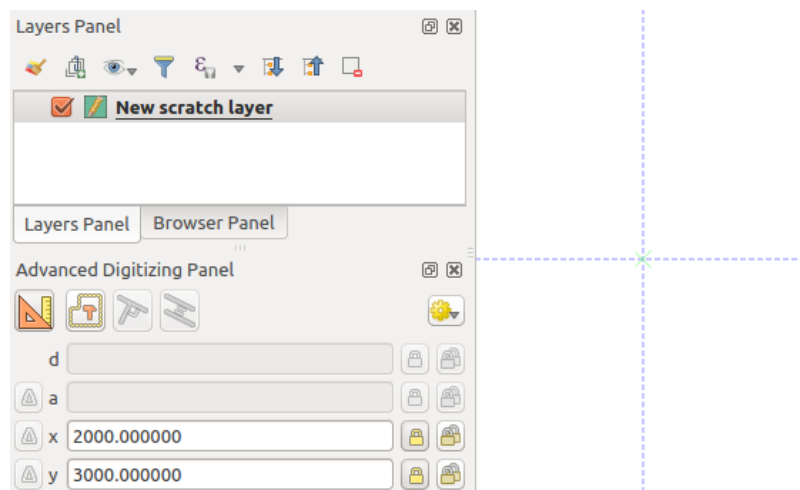 Layers Panel
New scratch layer
Layers Panel Browser Panel
Advanced Digitizing Panel
d
a
x 2000.000000
y 3000.000000